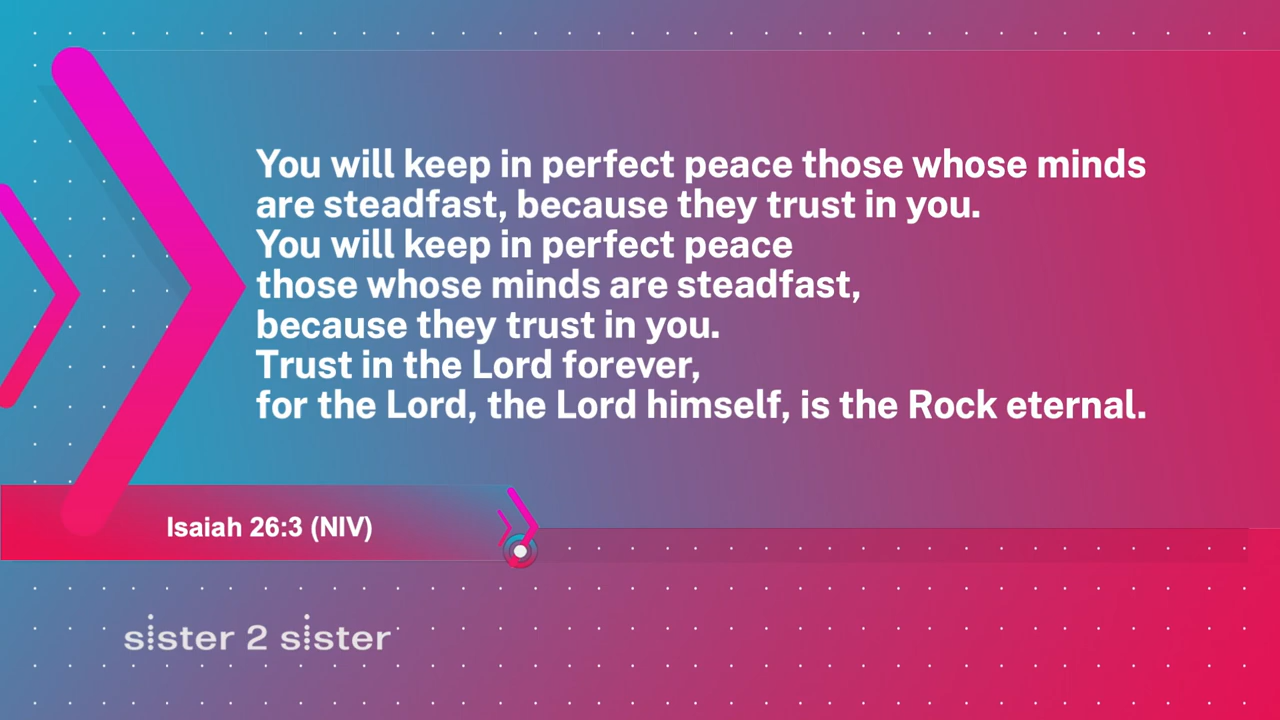 You will keep in perfect peace those whose minds
are steadfast, because they trust in you.
You will keep in perfect peace
those whose minds are steadfast,
because they trust in you.
Trust in the Lord forever,
for the Lord, the Lord himself, is the Rock eternal.
Isaiah 26:3 (NIV)
sister 2 sister